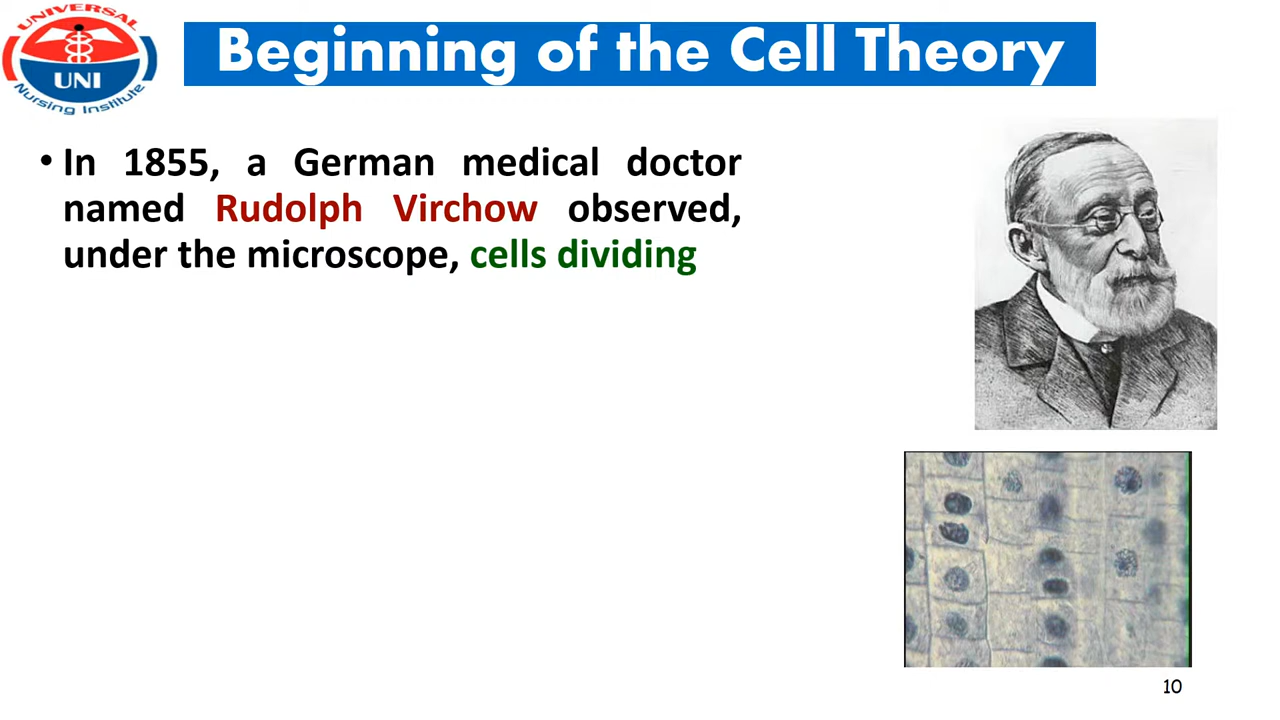 UNIVERSAL
UNI
Nursing Institute
Beginning of the Cell Theory
• In 1855, a German medical doctor
named Rudolph Virchow observed,
under the microscope, cells dividing
10